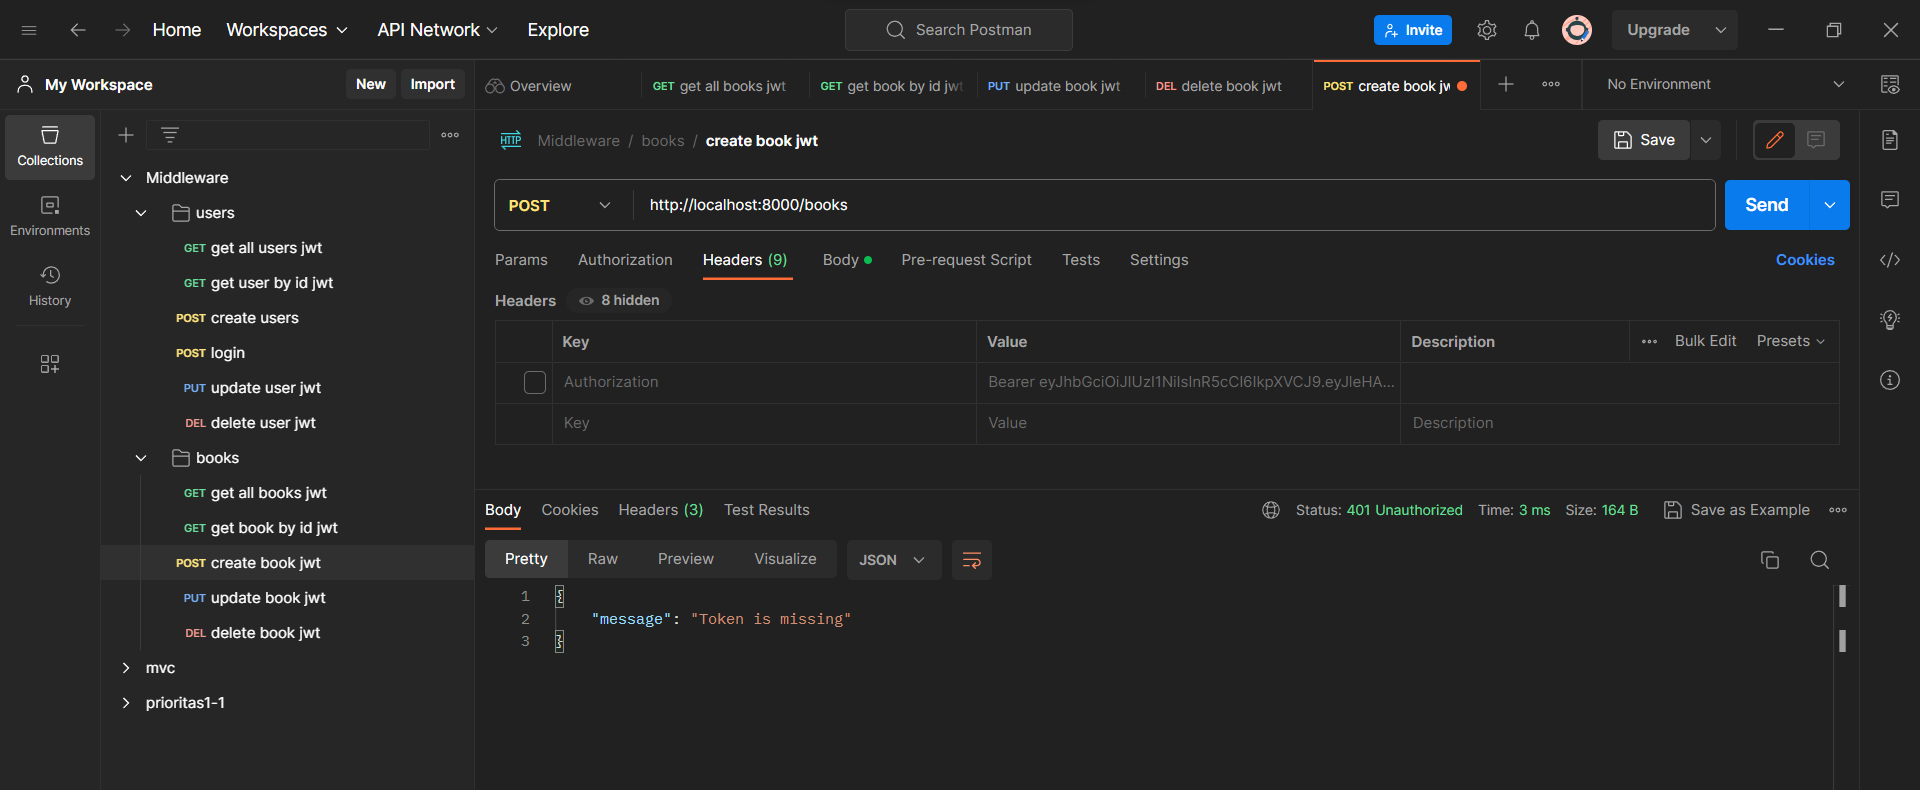 Home Workspaces API Network Explore Search Postman Invite Upgrade
My Workspace New Import
Overview GET get all books jwt GET get book by id jwt PUT update book jwt DEL delete book jwt POST create book jw No Environment
Collections
Environments
History
Middleware
users
GET get all users jwt
GET get user by id jwt
POST create users
POST login
PUT update user jwt
DEL delete user jwt
books
GET get all books jwt
GET get book by id jwt
POST create book jwt
PUT update book jwt
DEL delete book jwt
mvc
prioritas1-1
HTTP Middleware / books / create book jwt Save
POST http://localhost:8000/books Send
Params Authorization Headers (9) Body Pre-request Script Tests Settings Cookies
Headers 8 hidden
Key Value Description Bulk Edit Presets
Authorization Bearer eyJhbGciOiJIUzI1NiIsInR5cCI6IkpXVCJ9.eyJleHA...
Key Value Description
Body Cookies Headers (3) Test Results Status: 401 Unauthorized Time: 3 ms Size: 164 B Save as Example
Pretty Raw Preview Visualize JSON
1 {
2 "message": "Token is missing"
3 }